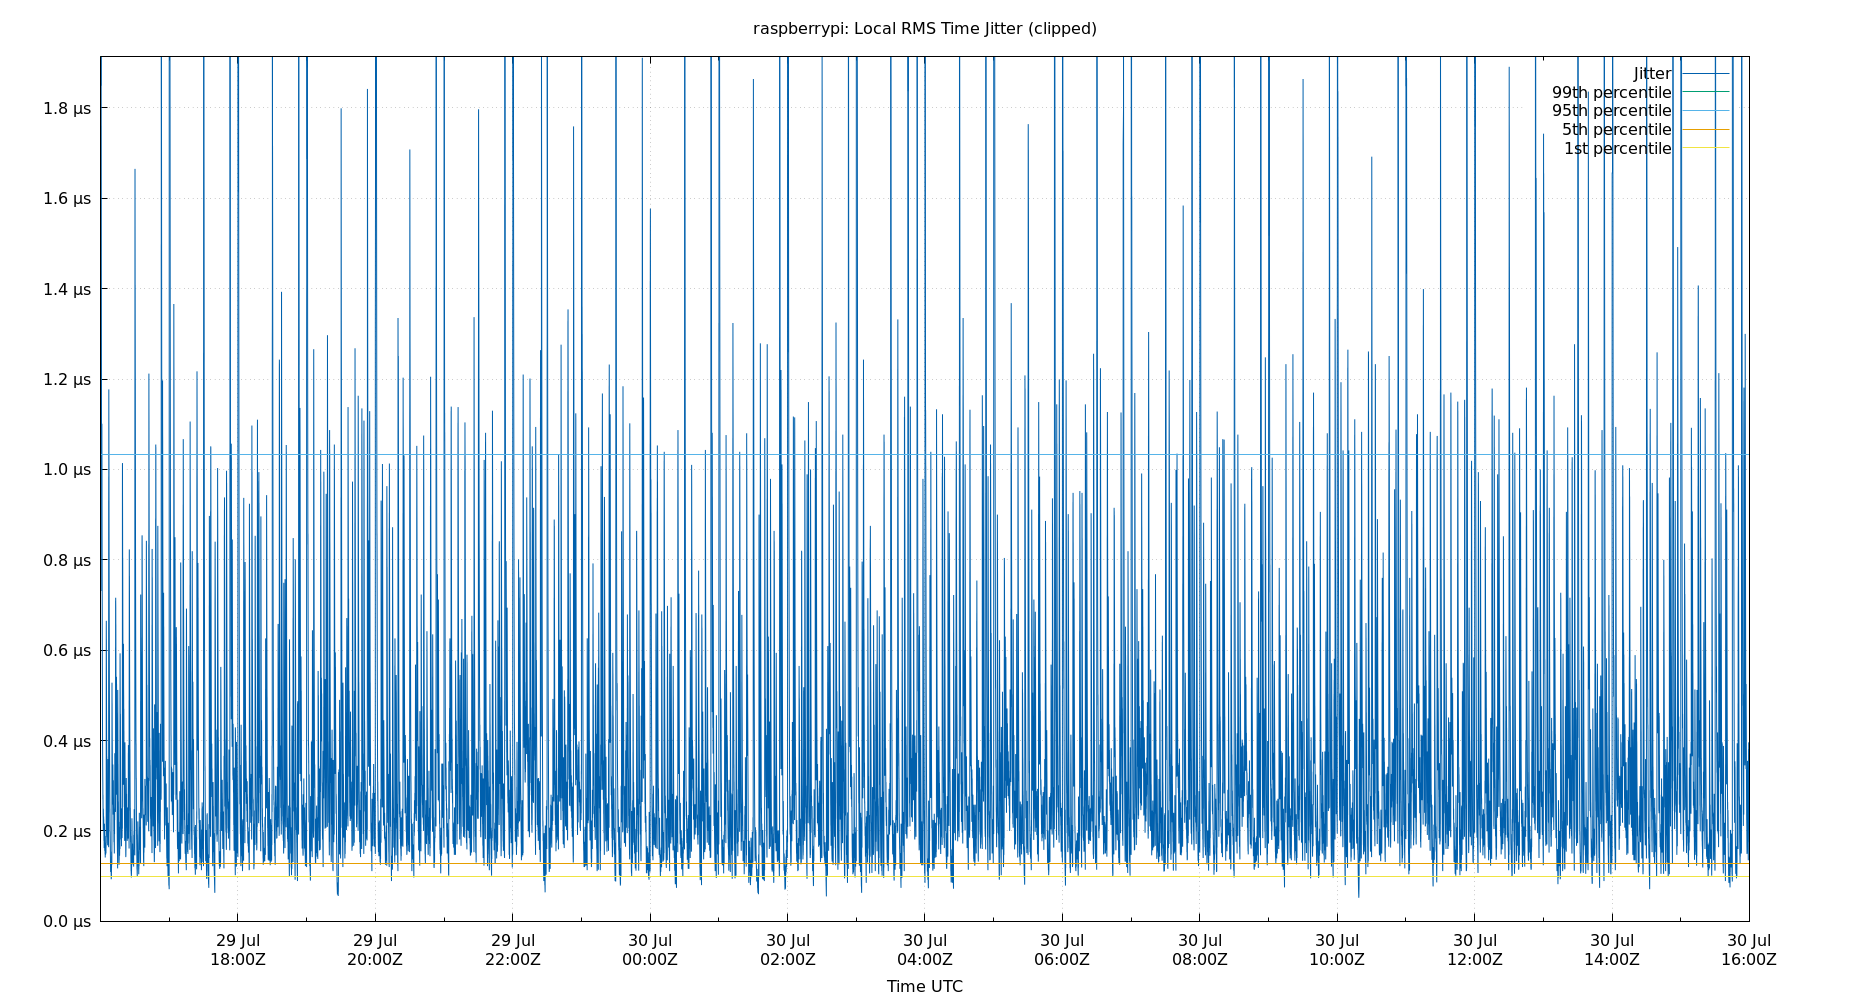 raspberrypi: Local RMS Time Jitter (clipped)
Jitter
99th percentile
95th percentile
5th percentile
1st percentile
1.8 µs
1.6 µs
1.4 µs
1.2 µs
1.0 µs
0.8 µs
0.6 µs
0.4 µs
0.2 µs
0.0 µs
29 Jul 29 Jul 29 Jul 30 Jul 30 Jul 30 Jul 30 Jul 30 Jul 30 Jul 30 Jul 30 Jul 30 Jul
18:00Z 20:00Z 22:00Z 00:00Z 02:00Z 04:00Z 06:00Z 08:00Z 10:00Z 12:00Z 14:00Z 16:00Z
Time UTC